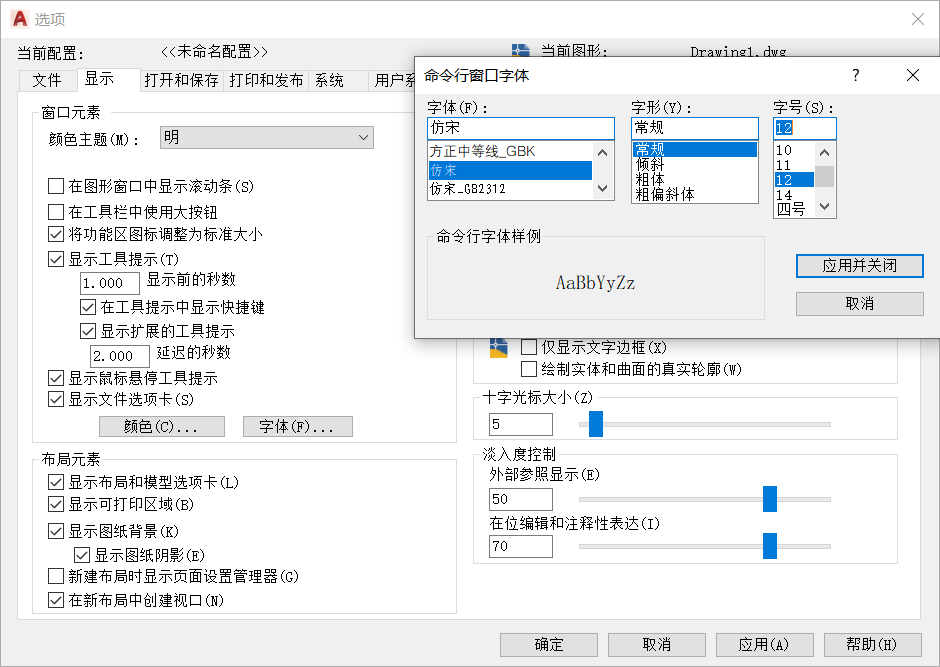 选项
当前配置: <<未命名配置>> 当前图形: Drawing1.dwg
文件 显示 打开和保存 打印和发布 系统 用户系
窗口元素
颜色主题(M): 明
在图形窗口中显示滚动条(S)
在工具栏中使用大按钮
将功能区图标调整为标准大小
显示工具提示(T)
1.000 显示前的秒数
在工具提示中显示快捷键
显示扩展的工具提示
2.000 延迟的秒数
显示鼠标悬停工具提示
显示文件选项卡(S)
颜色(C)... 字体(F)...
布局元素
显示布局和模型选项卡(L)
显示可打印区域(B)
显示图纸背景(K)
显示图纸阴影(E)
新建布局时显示页面设置管理器(G)
在新布局中创建视口(N)
命令行窗口字体 ?
字体(F): 字形(Y): 字号(S):
仿宋 常规 12
方正中等线_GBK
仿宋
仿宋_GB2312
常规
倾斜
粗体
粗偏斜体
10
11
12
14
四号
命令行字体样例
AaBbYyZz
应用并关闭
取消
仅显示文字边框(X)
绘制实体和曲面的真实轮廓(W)
十字光标大小(Z)
5
淡入度控制
外部参照显示(E)
50
在位编辑和注释性表达(I)
70
确定 取消 应用(A) 帮助(H)